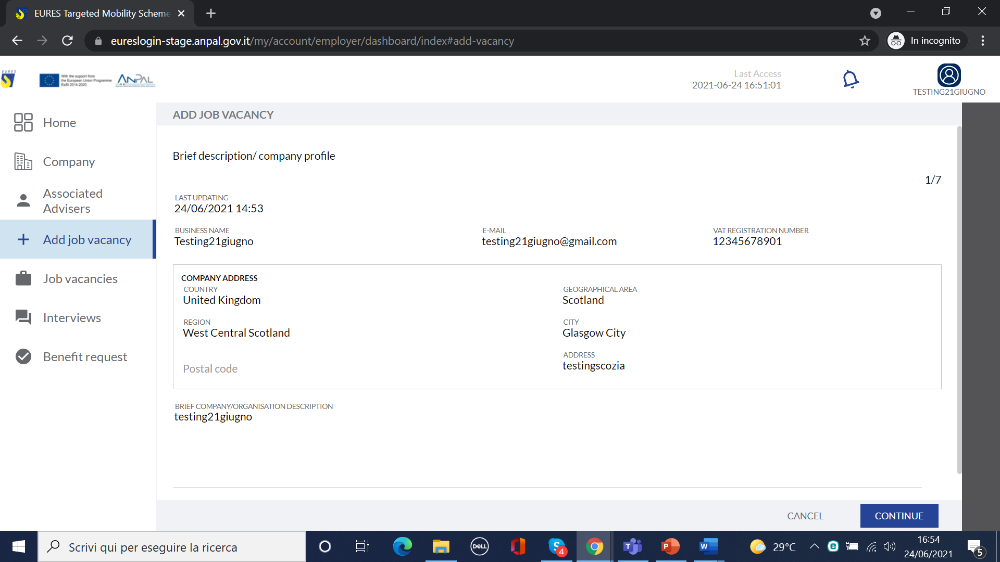 EURES Targeted Mobility Scheme
eureslogin-stage.anpal.gov.it/my/account/employer/dashboard/index#add-vacancy
In incognito
EURES
With the support from
the European Union Programme
EaSI 2014-2020
ANPAL
Last Access
2021-06-24 16:51:01
TESTING21GIUGNO
Home
Company
Associated
Advisers
Add job vacancy
Job vacancies
Interviews
Benefit request
ADD JOB VACANCY
Brief description/ company profile
1/7
LAST UPDATING
24/06/2021 14:53
BUSINESS NAME
Testing21giugno
E-MAIL
testing21giugno@gmail.com
VAT REGISTRATION NUMBER
12345678901
COMPANY ADDRESS
COUNTRY
United Kingdom
GEOGRAPHICAL AREA
Scotland
REGION
West Central Scotland
CITY
Glasgow City
Postal code
ADDRESS
testingscozia
BRIEF COMPANY/ORGANISATION DESCRIPTION
testing21giugno
CANCEL
CONTINUE
Scrivi qui per eseguire la ricerca
DELL
S
4
T
P
W
29°C
e
16:54
24/06/2021
5